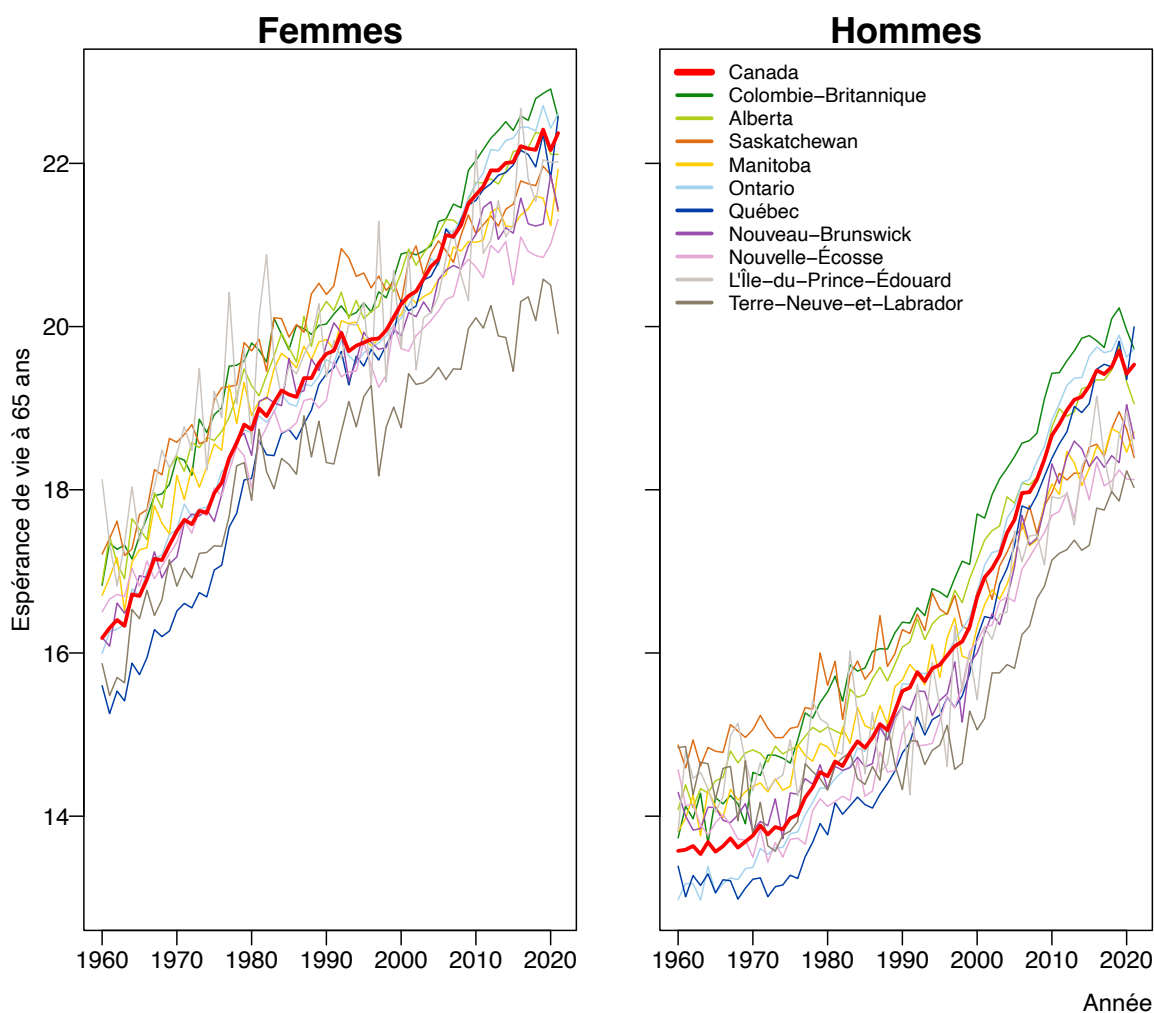 Femmes
Hommes
Espérance de vie à 65 ans
22
20
18
16
14
Canada
Colombie−Britannique
Alberta
Saskatchewan
Manitoba
Ontario
Québec
Nouveau−Brunswick
Nouvelle−Écosse
L'Île−du−Prince−Édouard
Terre−Neuve−et−Labrador
1960 1970 1980 1990 2000 2010 2020
1960 1970 1980 1990 2000 2010 2020
Année